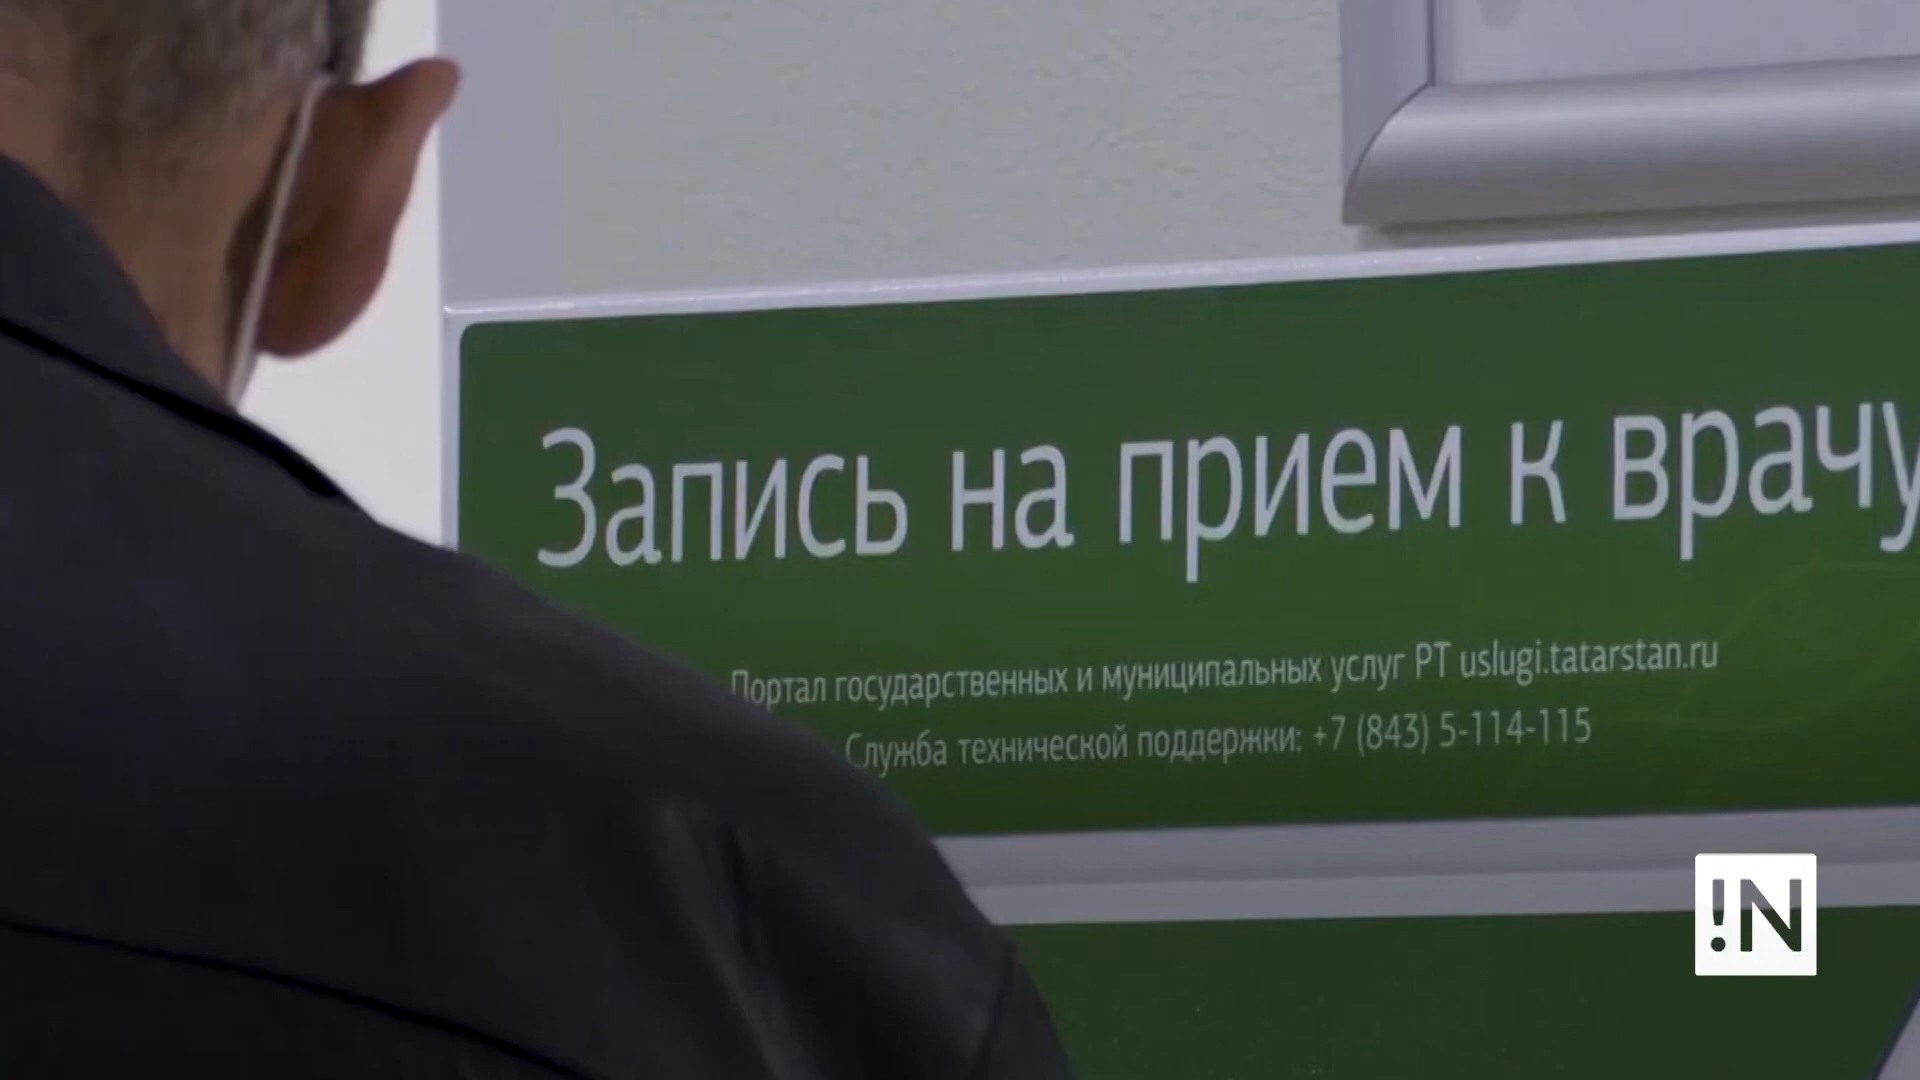 Запись на прием к врачу
Портал государственных и муниципальных услуг РТ uslugi.tatarstan.ru
Служба технической поддержки: +7 (843) 5-114-115
!N